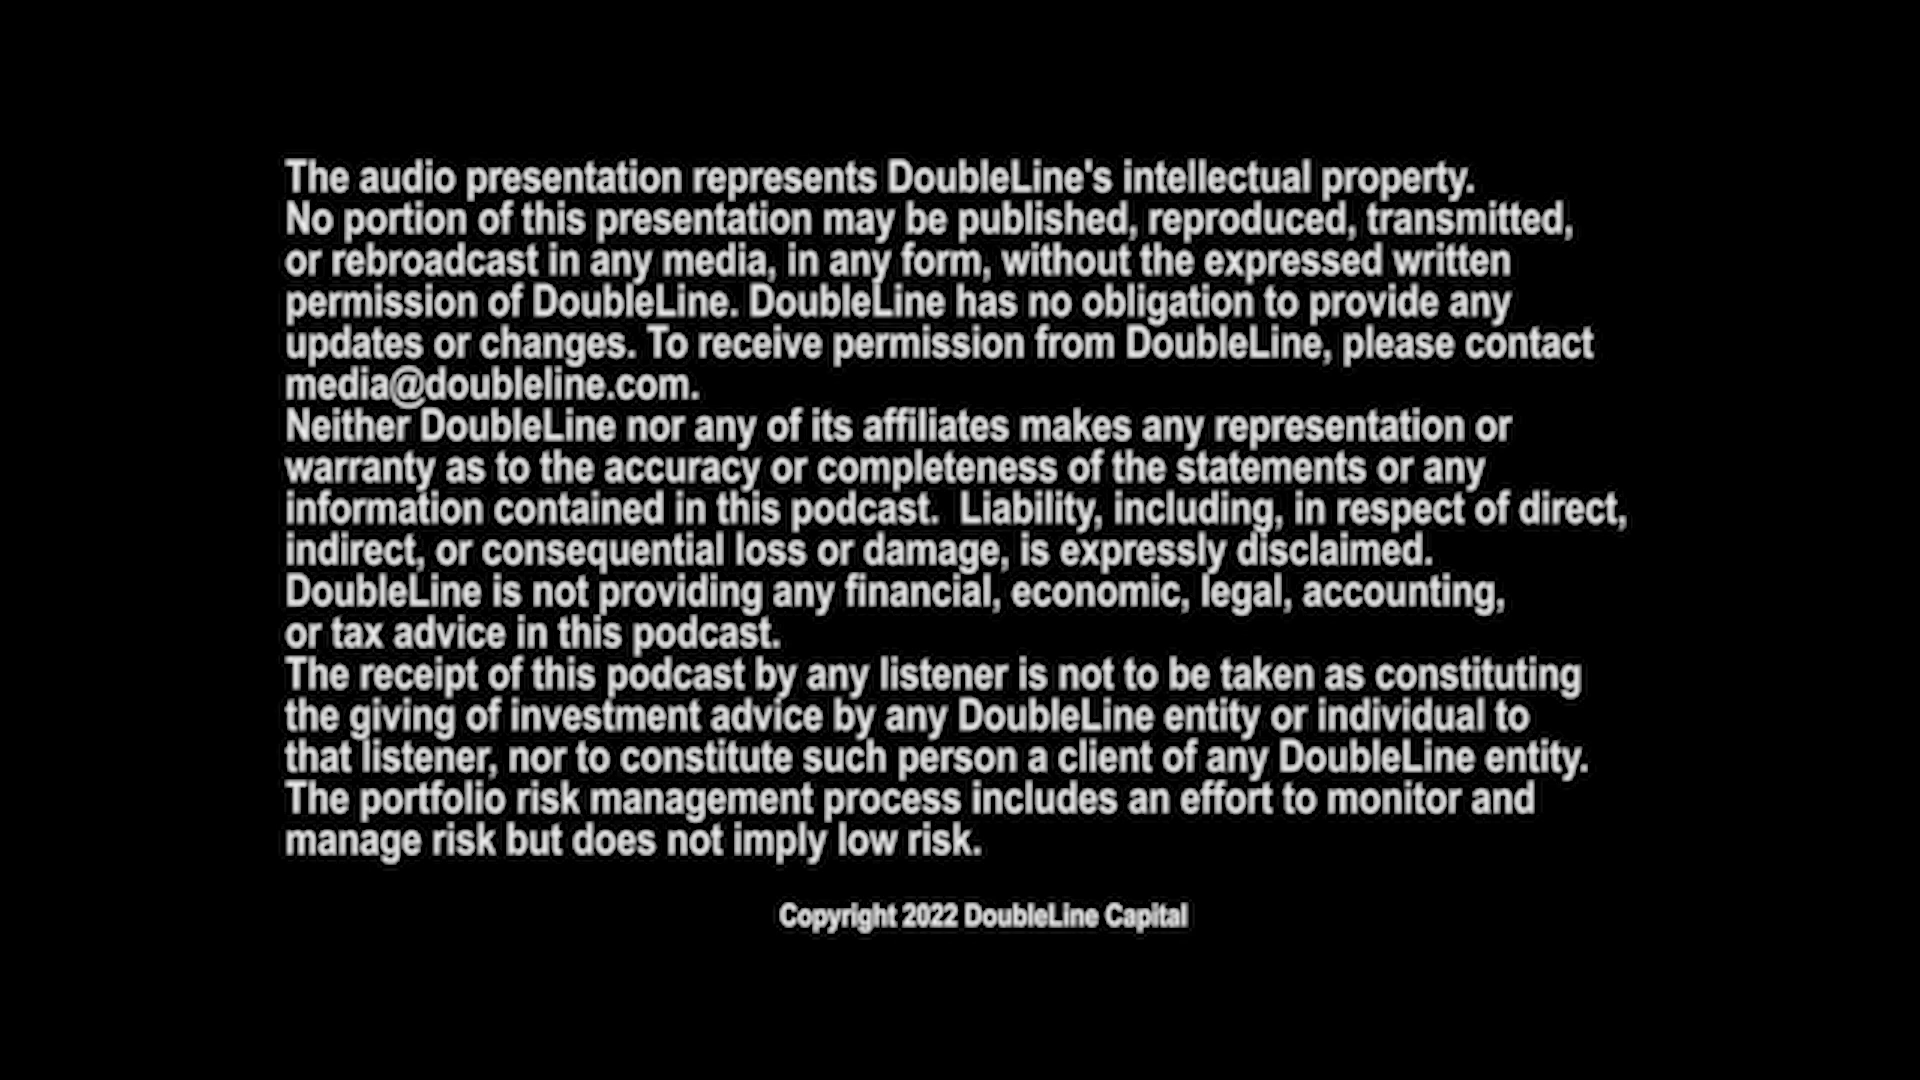 The audio presentation represents DoubleLine's intellectual property.
No portion of this presentation may be published, reproduced, transmitted,
or rebroadcast in any media, in any form, without the expressed written
permission of DoubleLine. DoubleLine has no obligation to provide any
updates or changes. To receive permission from DoubleLine, please contact
media@doubleline.com.
Neither DoubleLine nor any of its affiliates makes any representation or
warranty as to the accuracy or completeness of the statements or any
information contained in this podcast.  Liability, including, in respect of direct,
indirect, or consequential loss or damage, is expressly disclaimed.
DoubleLine is not providing any financial, economic, legal, accounting,
or tax advice in this podcast.
The receipt of this podcast by any listener is not to be taken as constituting
the giving of investment advice by any DoubleLine entity or individual to
that listener, nor to constitute such person a client of any DoubleLine entity.
The portfolio risk management process includes an effort to monitor and
manage risk but does not imply low risk.
Copyright 2022 DoubleLine Capital